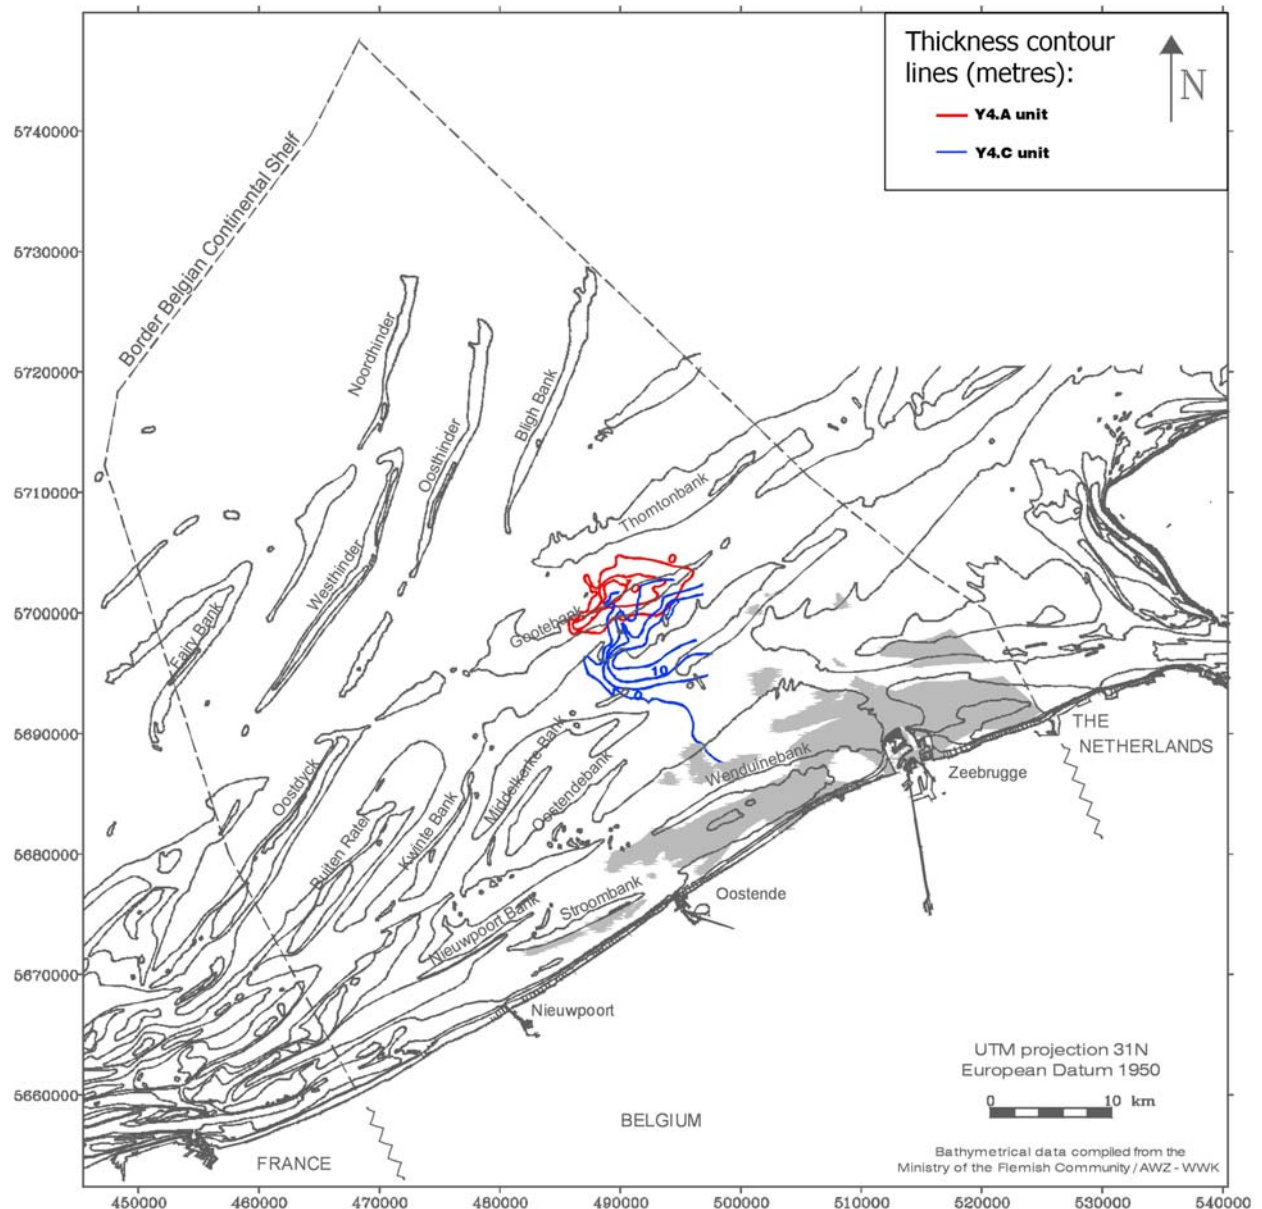 Thickness contour
lines (metres):
Y4.A unit
Y4.C unit
N
5740000
5730000
5720000
5710000
5700000
5690000
5680000
5670000
5660000
Border Belgian Continental Shelf
Noordhinder
Oosthinder
Bligh Bank
Westhinder
Fairy Bank
Thorntonbank
Gootebank
0
10
0
Oostdyck
Buiten Ratel
Kwinte Bank
Middelkerke Bank
Oostendebank
Wenduinebank
Nieuwpoort Bank
Stroombank
THE
NETHERLANDS
Zeebrugge
Oostende
Nieuwpoort
BELGIUM
FRANCE
UTM projection 31N
European Datum 1950
0 10 km
Bathymetrical data compiled from the
Ministry of the Flemish Community / AWZ - WWK
450000 460000 470000 480000 490000 500000 510000 520000 530000 540000